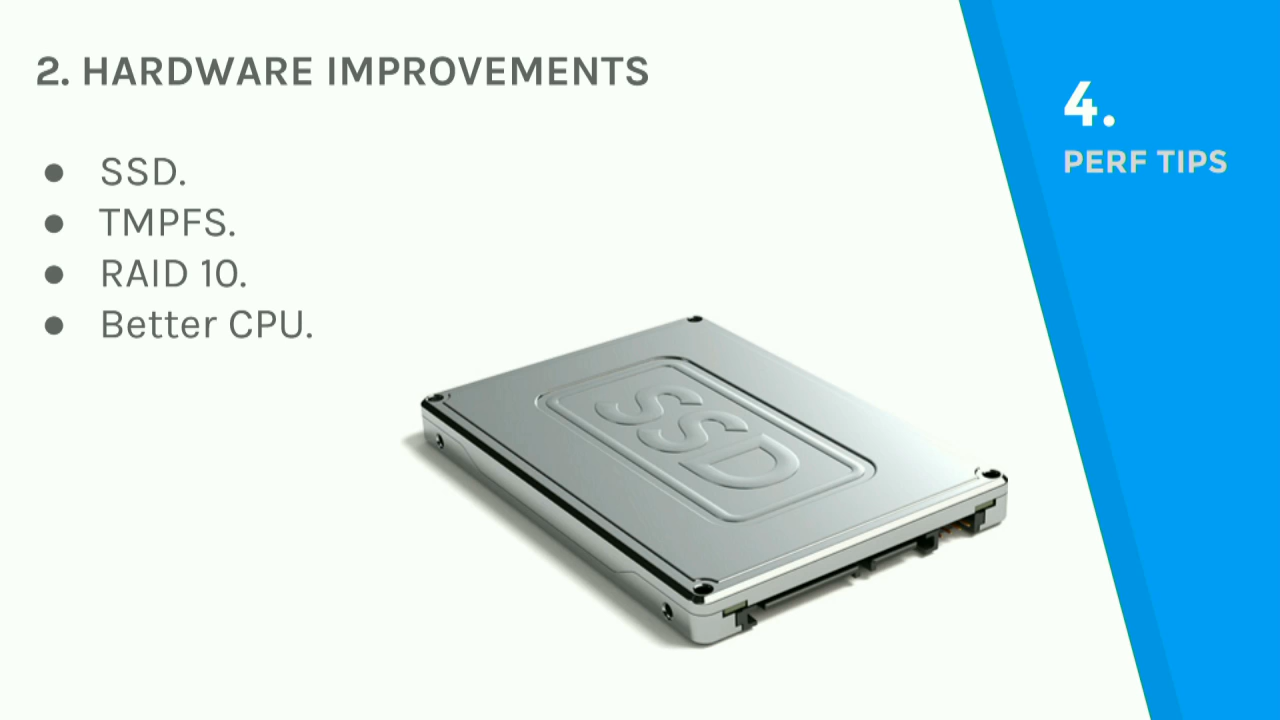 2. HARDWARE IMPROVEMENTS
● SSD.
● TMPFS.
● RAID 10.
● Better CPU.
SSD
4.
PERF TIPS